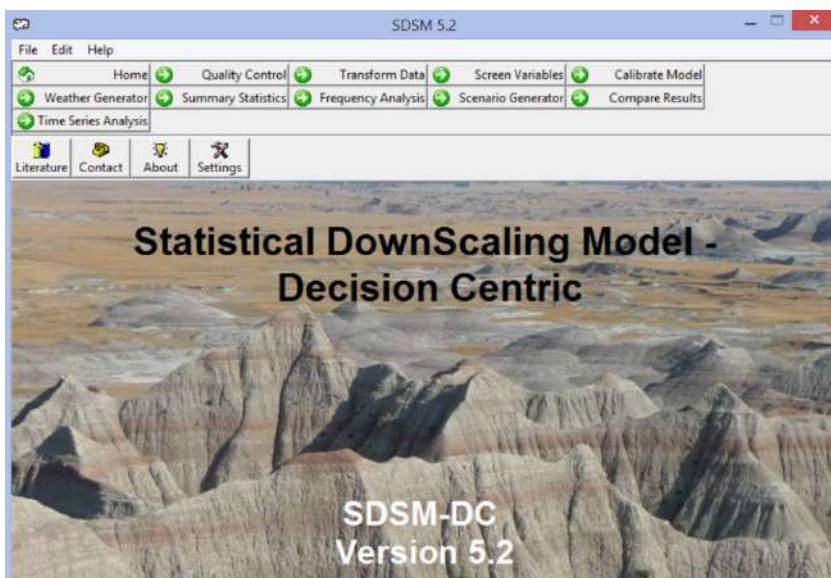 SDSM 5.2
File Edit Help
Home Quality Control Transform Data Screen Variables Calibrate Model
Weather Generator Summary Statistics Frequency Analysis Scenario Generator Compare Results
Time Series Analysis
Literature Contact About Settings
Statistical DownScaling Model -
Decision Centric
SDSM-DC
Version 5.2